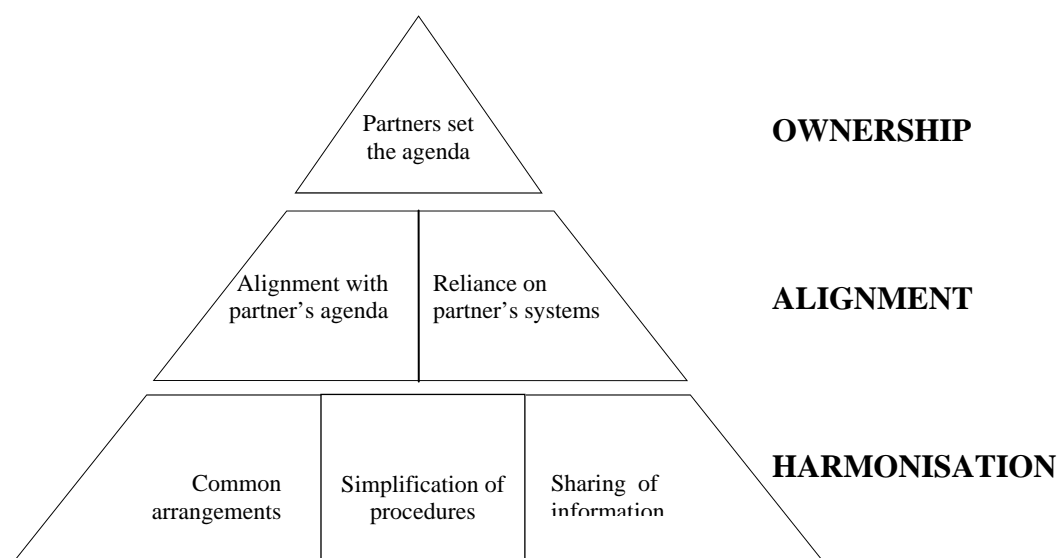 Partners set
the agenda
OWNERSHIP
Alignment with
partner’s agenda
Reliance on
partner’s systems
ALIGNMENT
Common
arrangements
Simplification of
procedures
Sharing of
information
HARMONISATION